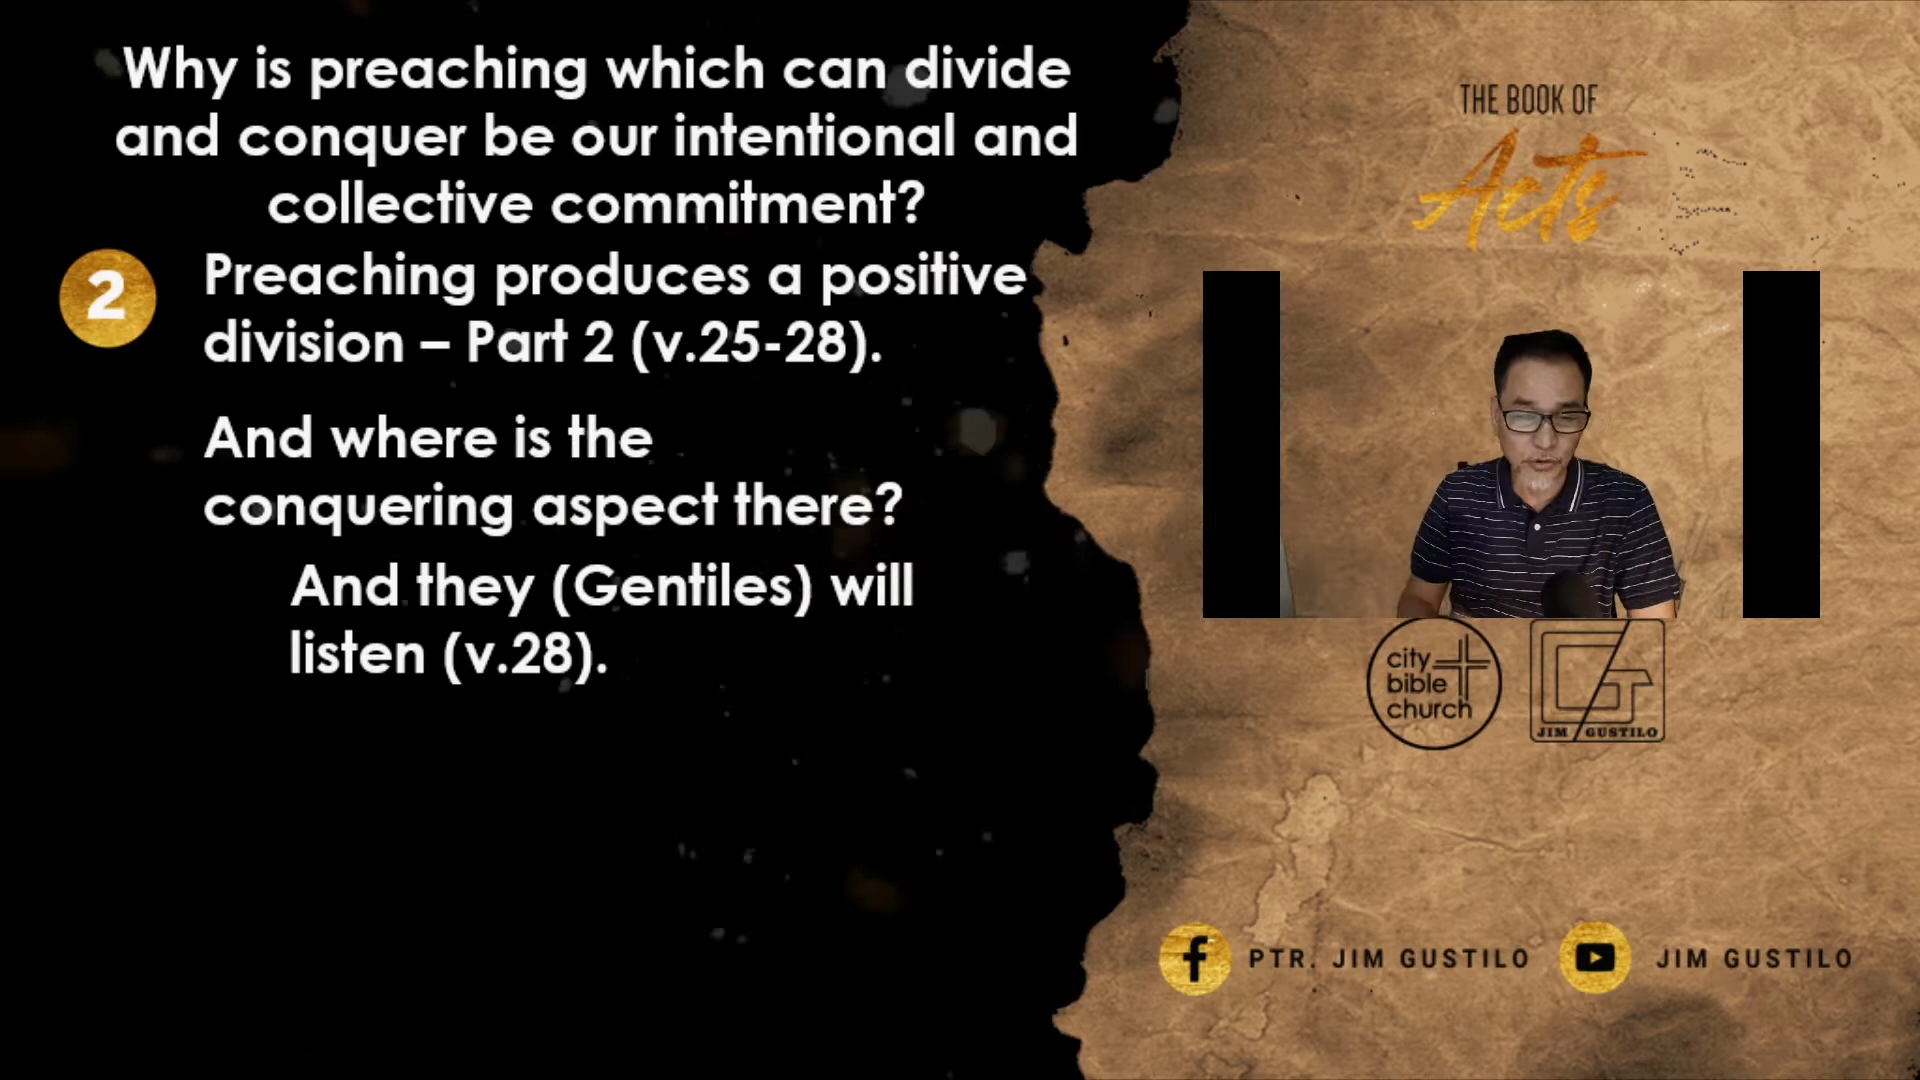 Why is preaching which can divide
and conquer be our intentional and
collective commitment?
2
Preaching produces a positive
division – Part 2 (v.25-28).
And where is the
conquering aspect there?
And they (Gentiles) will
listen (v.28).
THE BOOK OF
Acts
city
bible
church
JIM GUSTILO
PTR. JIM GUSTILO
JIM GUSTILO